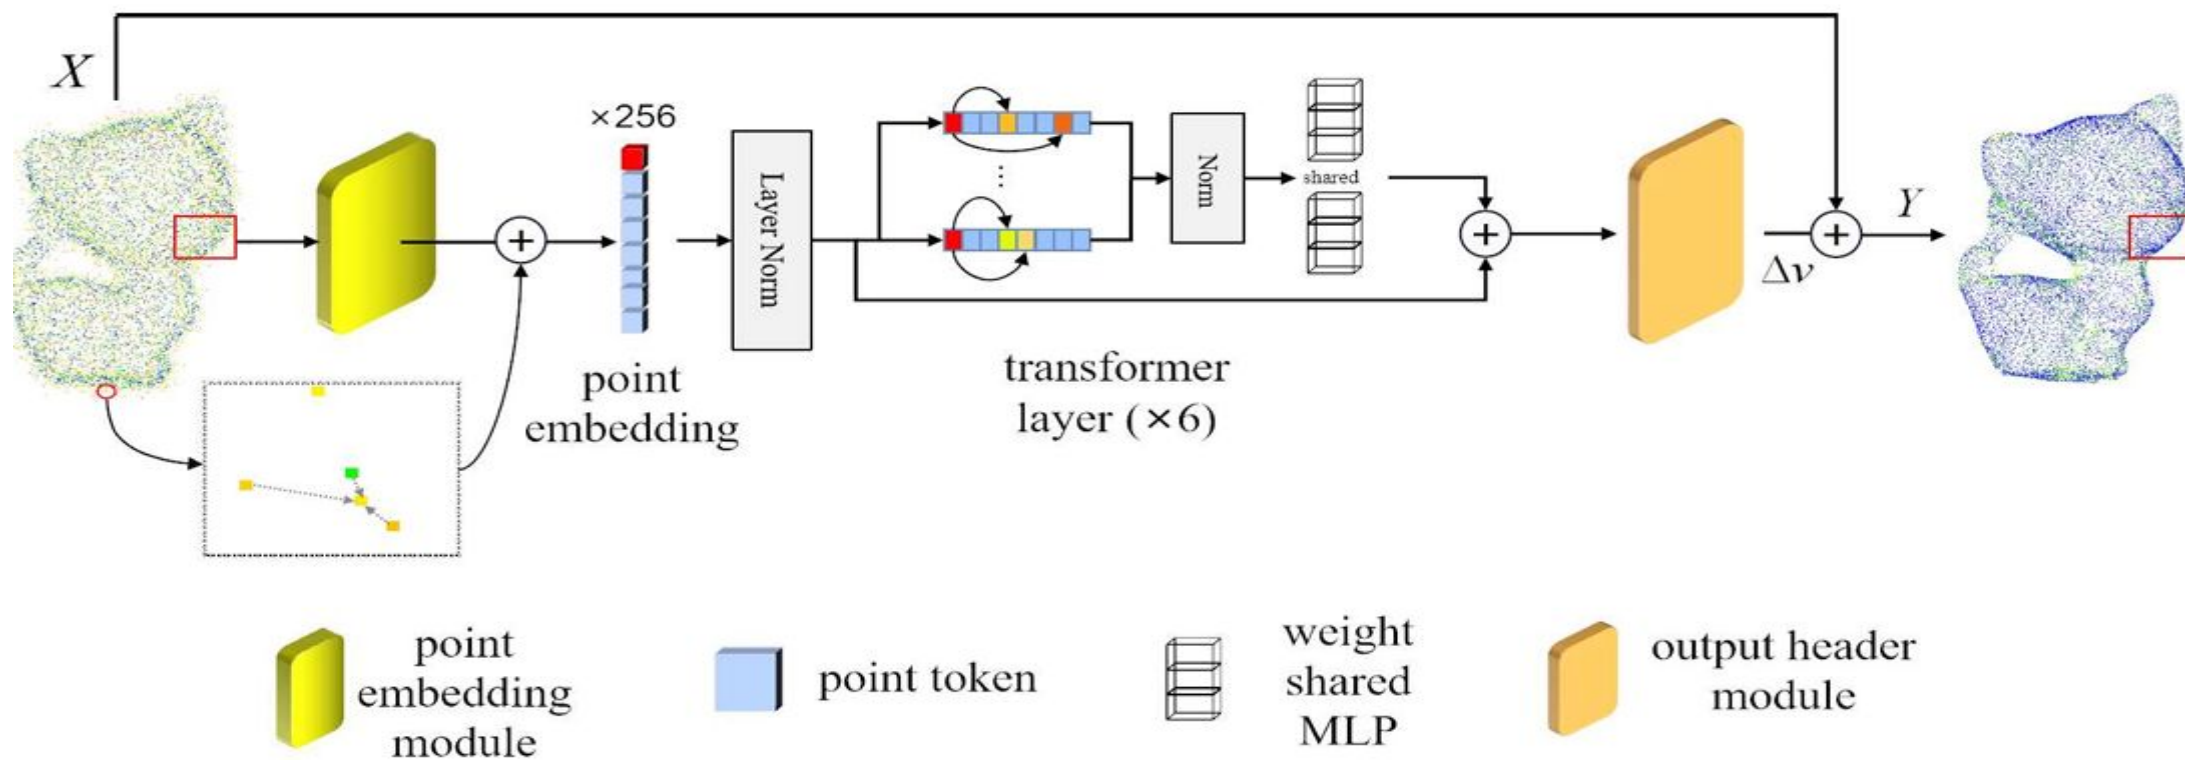 X
×256
point
embedding
Layer Norm
⋮
Norm
shared
transformer
layer (×6)
+
+
+
Δv
Y
point
embedding
module
point token
weight
shared
MLP
output header
module